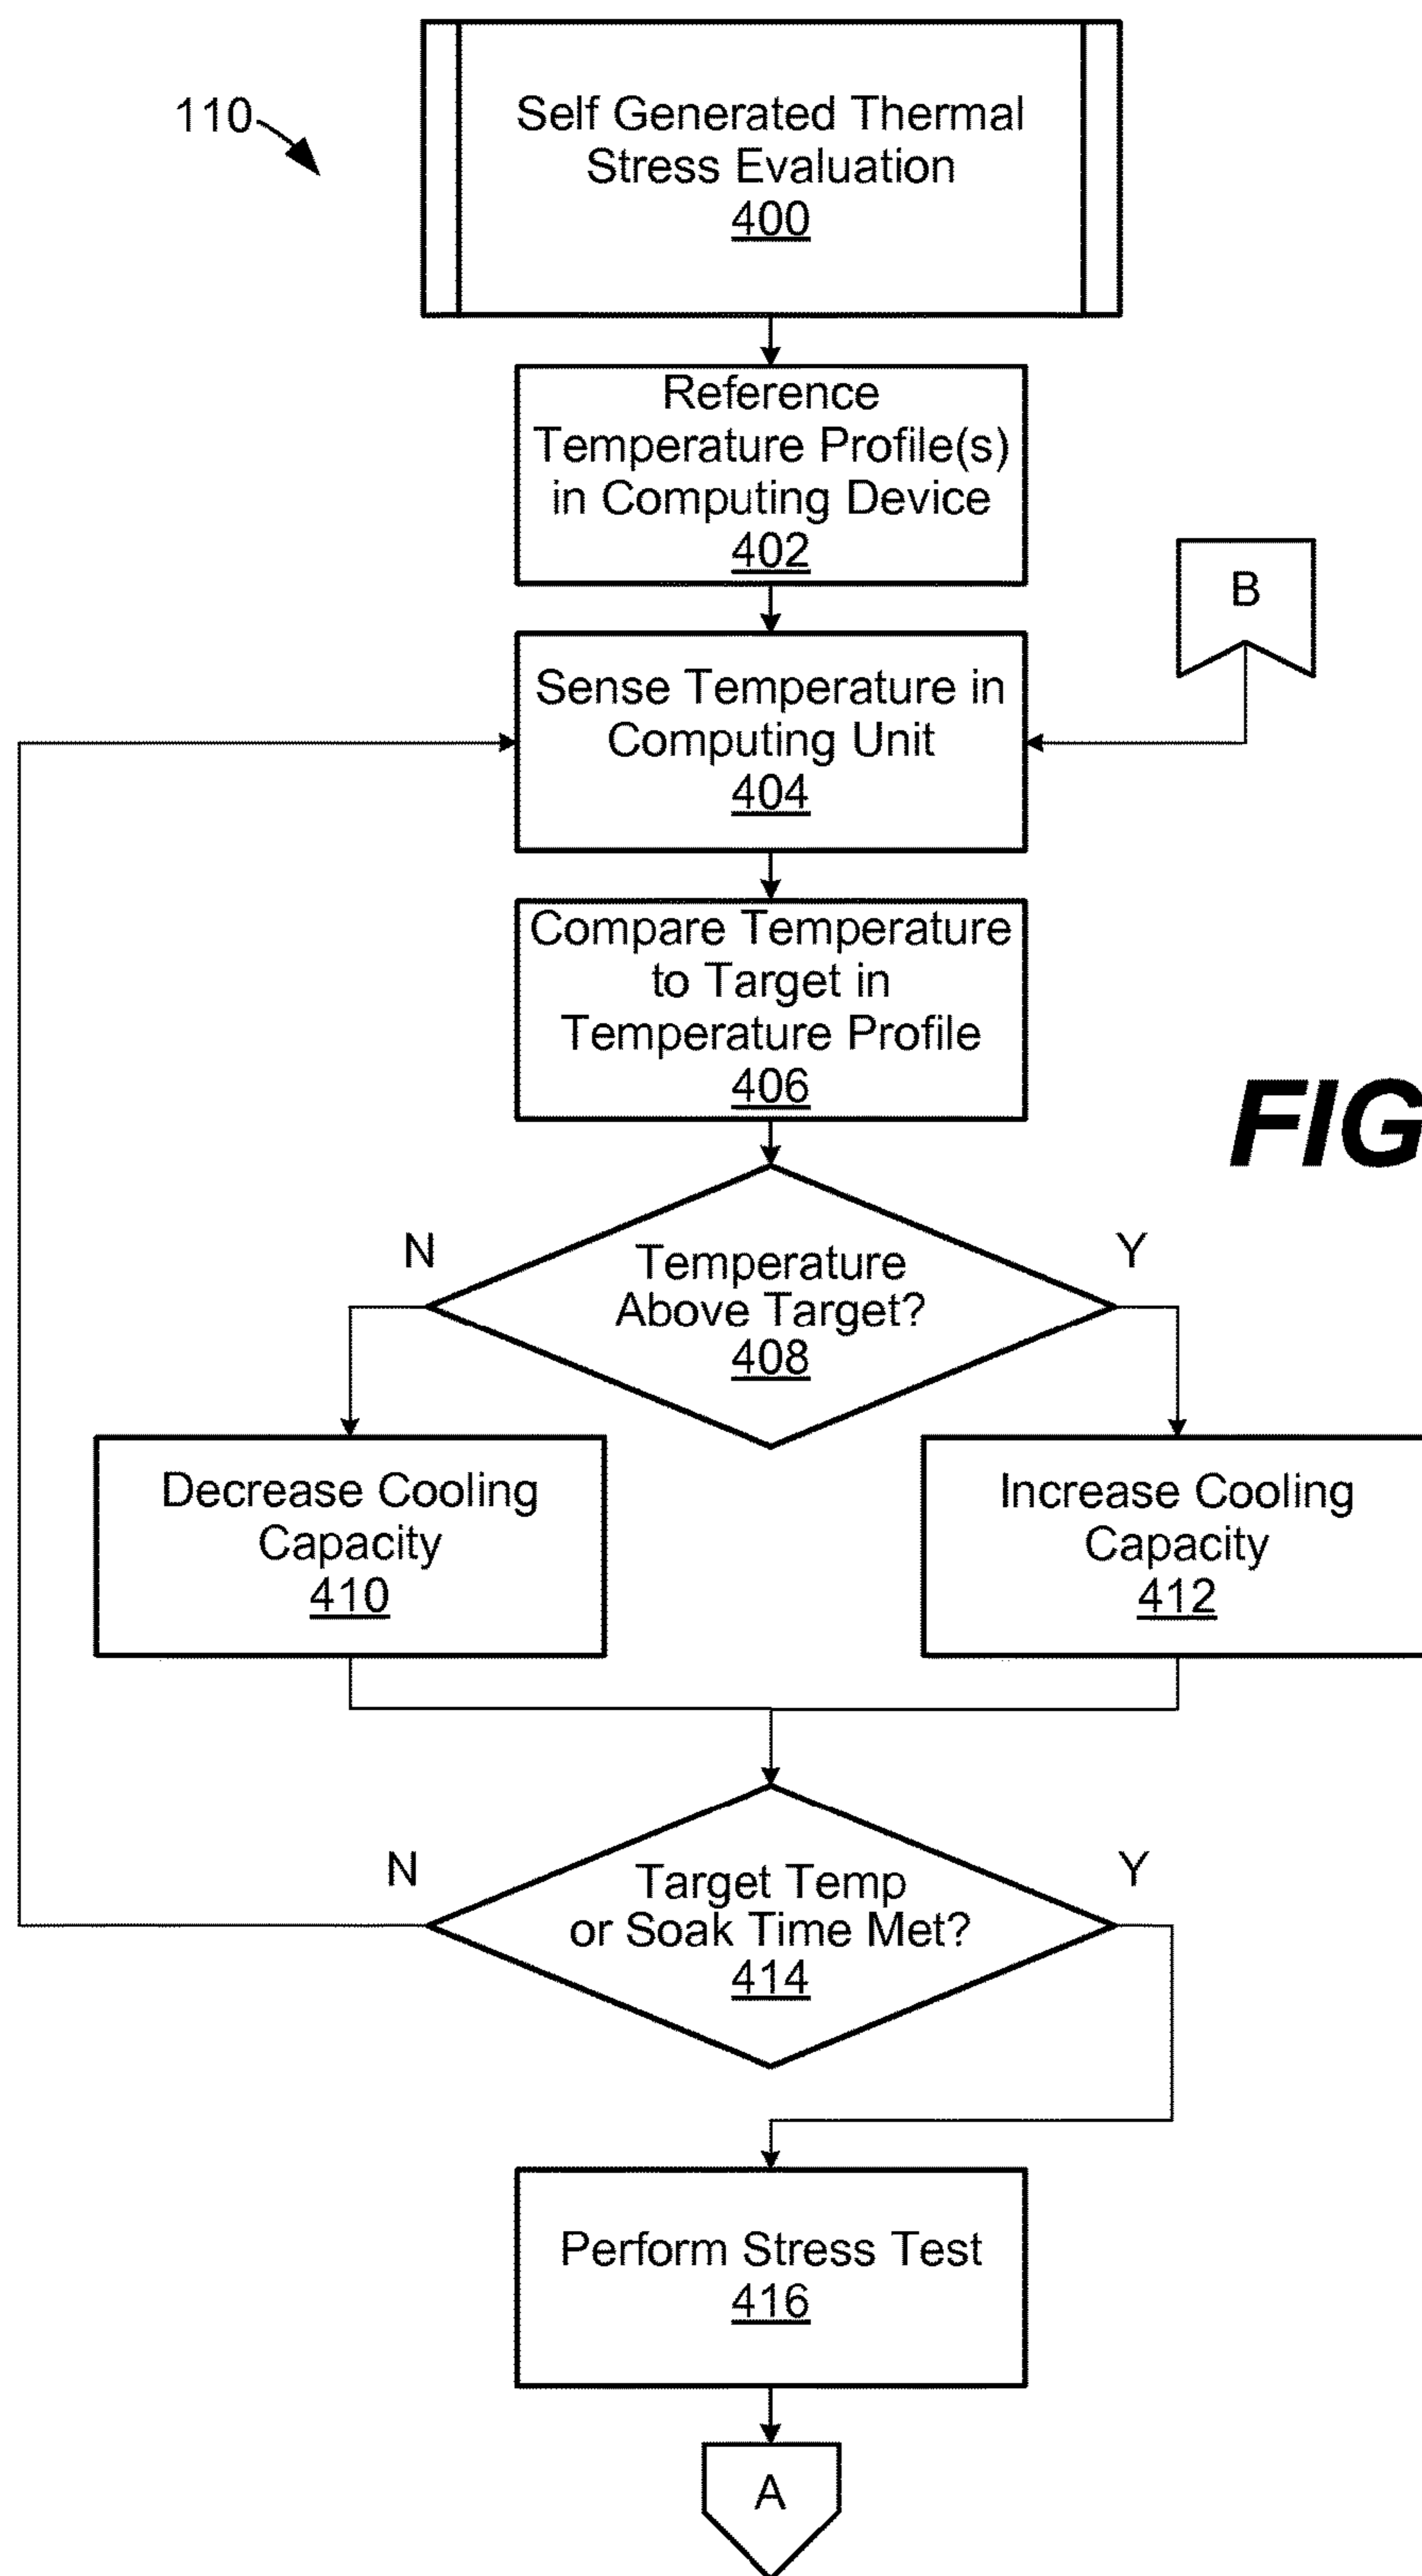 110
Self Generated Thermal
Stress Evaluation
400
Reference
Temperature Profile(s)
in Computing Device
402
B
Sense Temperature in
Computing Unit
404
Compare Temperature
to Target in
Temperature Profile
406
FIG
N
Y
Temperature
Above Target?
408
Decrease Cooling
Capacity
410
Increase Cooling
Capacity
412
N
Y
Target Temp
or Soak Time Met?
414
Perform Stress Test
416
A